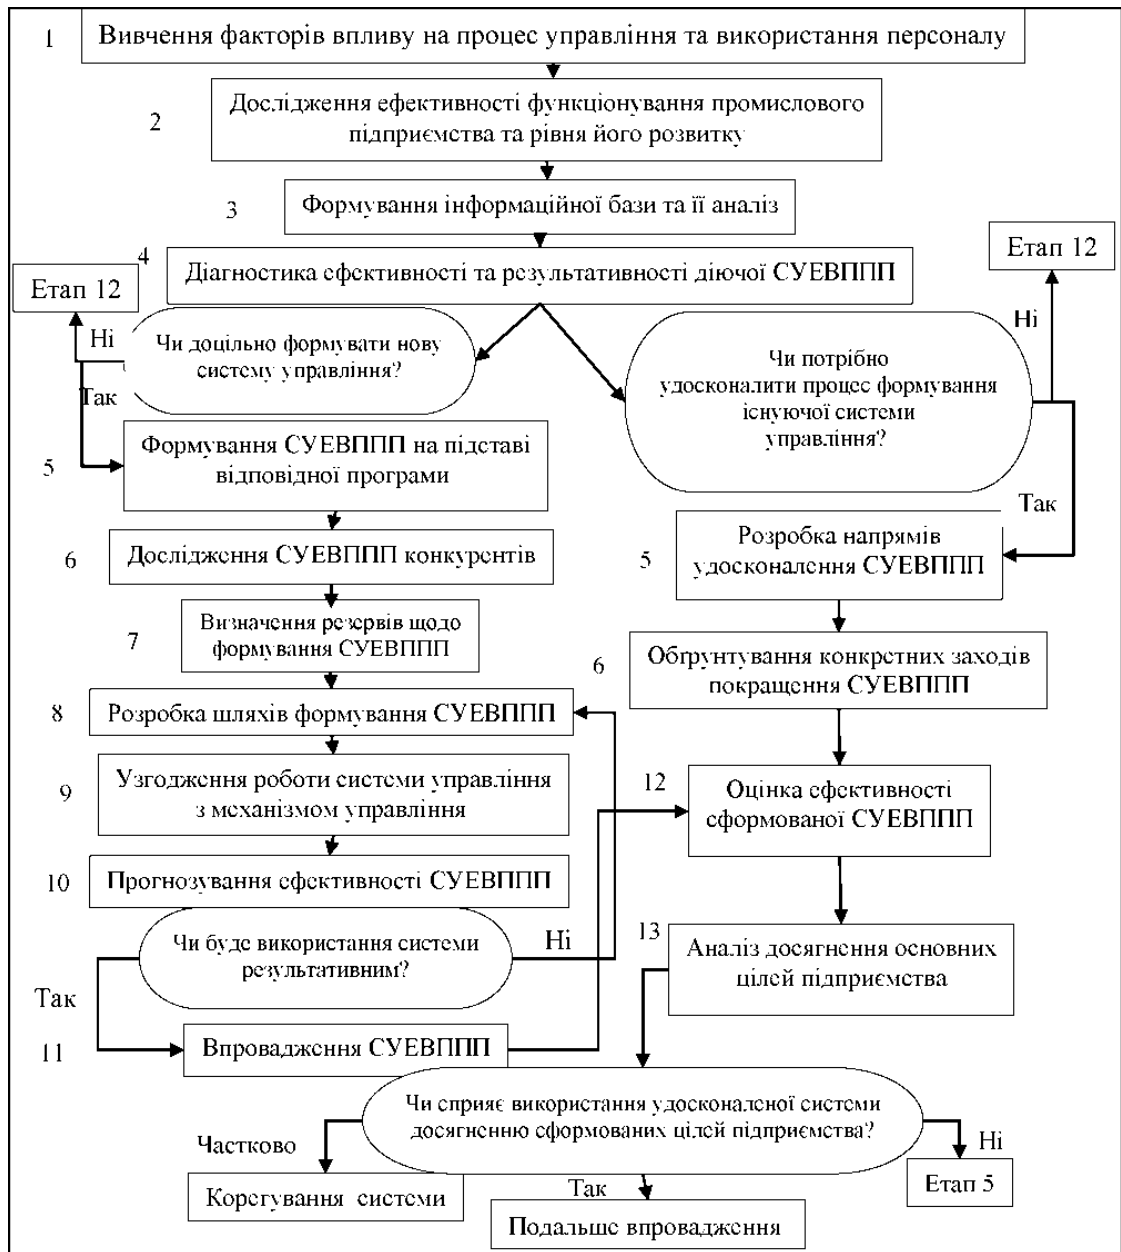 1
Вивчення факторів впливу на процес управління та використання персоналу
2
Дослідження ефективності функціонування промислового
підприємства та рівня його розвитку
3
Формування інформаційної бази та її аналіз
4
Діагностика ефективності та результативності діючої СУЕВППП
Етап 12
Етап 12
Ні
Чи доцільно формувати нову
систему управління?
Так
Ні
Чи потрібно
удосконалити процес формування
існуючої системи
управління?
Так
5
Формування СУЕВППП на підставі
відповідної програми
5
Розробка напрямів
удосконалення СУЕВППП
6
Дослідження СУЕВППП конкурентів
7
Визначення резервів щодо
формування СУЕВППП
6
Обґрунтування конкретних заходів
покращення СУЕВППП
8
Розробка шляхів формування СУЕВППП
9
Узгодження роботи системи управління
з механізмом управління
12
Оцінка ефективності
сформованої СУЕВППП
10
Прогнозування ефективності СУЕВППП
Чи буде використання системи
результативним?
Ні
Так
13
Аналіз досягнення основних
цілей підприємства
11
Впровадження СУЕВППП
Чи сприяє використання удосконаленої системи
досягненню сформованих цілей підприємства?
Частково
Ні
Корегування системи
Так
Етап 5
Подальше впровадження